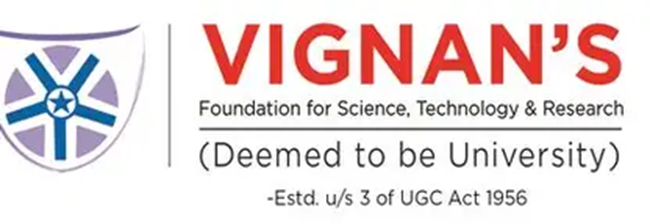 VIGNAN'S
Foundation for Science, Technology & Research
(Deemed to be University)
-Estd. u/s 3 of UGC Act 1956